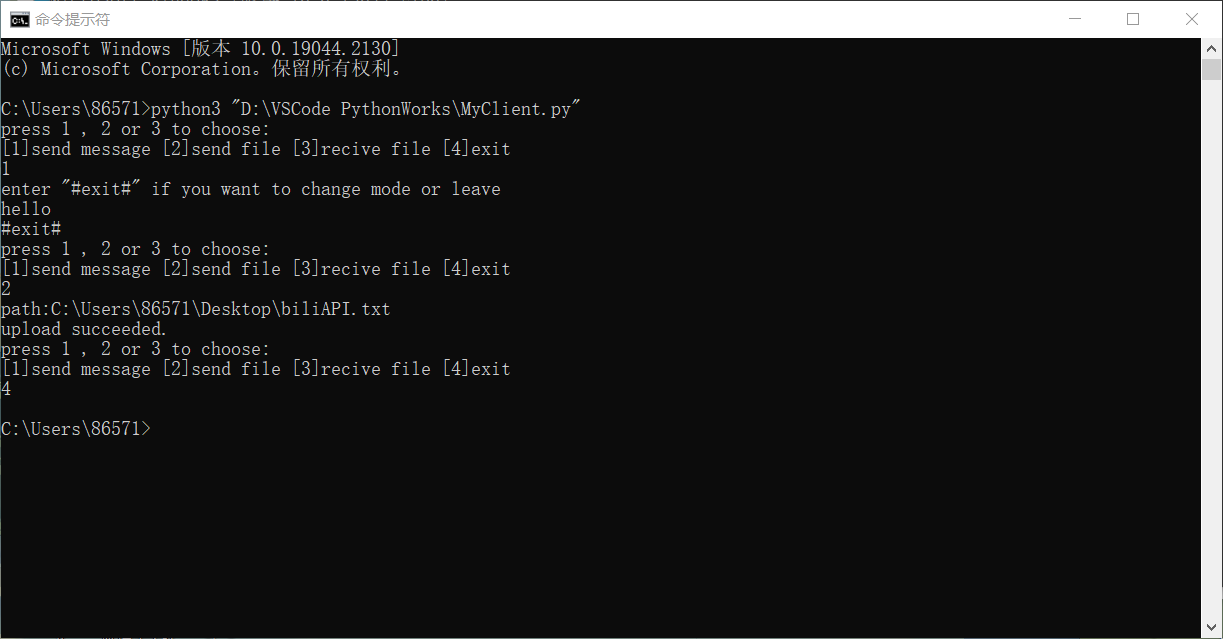 命令提示符
Microsoft Windows [版本 10.0.19044.2130]
(c) Microsoft Corporation。保留所有权利。
C:\Users\86571>python3 "D:\VSCode PythonWorks\MyClient.py"
press 1 , 2 or 3 to choose:
[1]send message [2]send file [3]recive file [4]exit
1
enter "#exit#" if you want to change mode or leave
hello
#exit#
press 1 , 2 or 3 to choose:
[1]send message [2]send file [3]recive file [4]exit
2
path:C:\Users\86571\Desktop\biliAPI.txt
upload succeeded.
press 1 , 2 or 3 to choose:
[1]send message [2]send file [3]recive file [4]exit
4
C:\Users\86571>